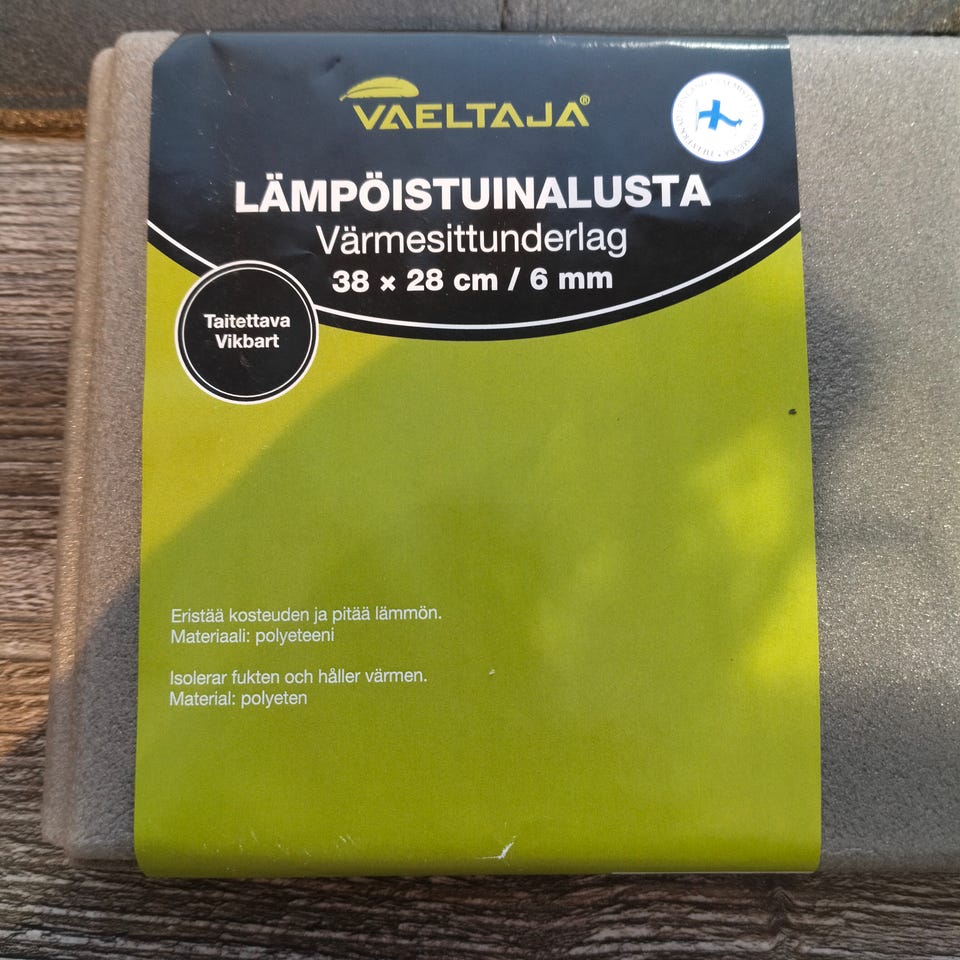 VAELTAJA®
LÄMPÖISTUINALUSTA
Värmesittunderlag
38 × 28 cm / 6 mm
Taitettava
Vikbart
Eristää kosteuden ja pitää lämmön.
Materiaali: polyeteeni
Isolerar fukten och håller värmen.
Material: polyeten